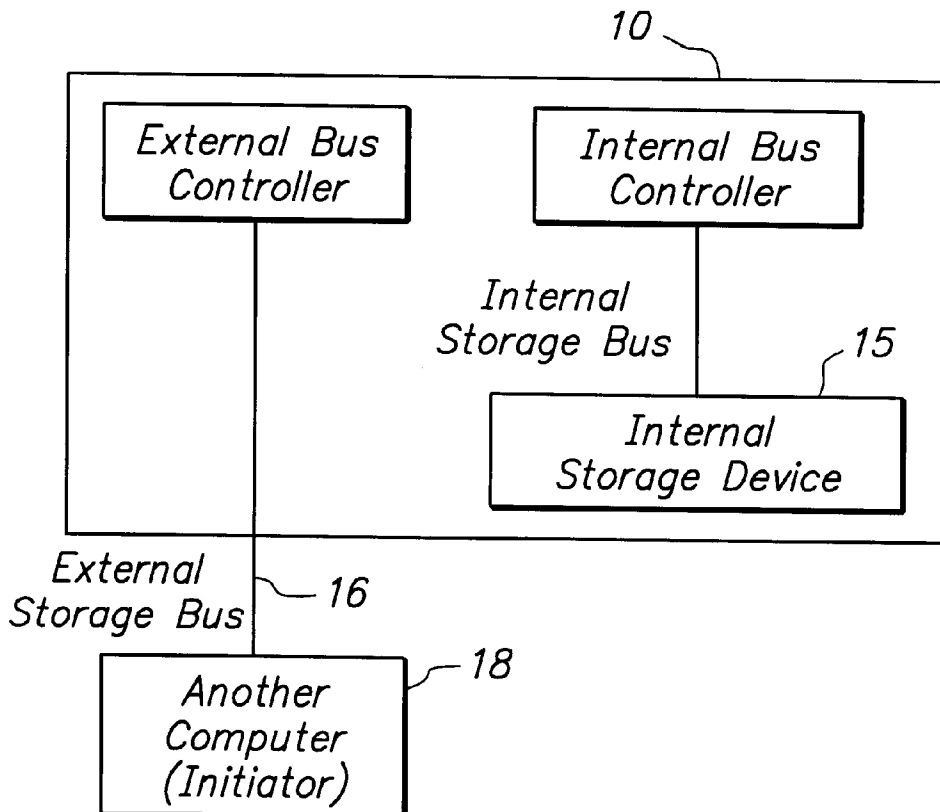 10
External Bus
Controller
Internal Bus
Controller
Internal
Storage Bus
15
Internal
Storage Device
External
Storage Bus
16
18
Another
Computer
(Initiator)